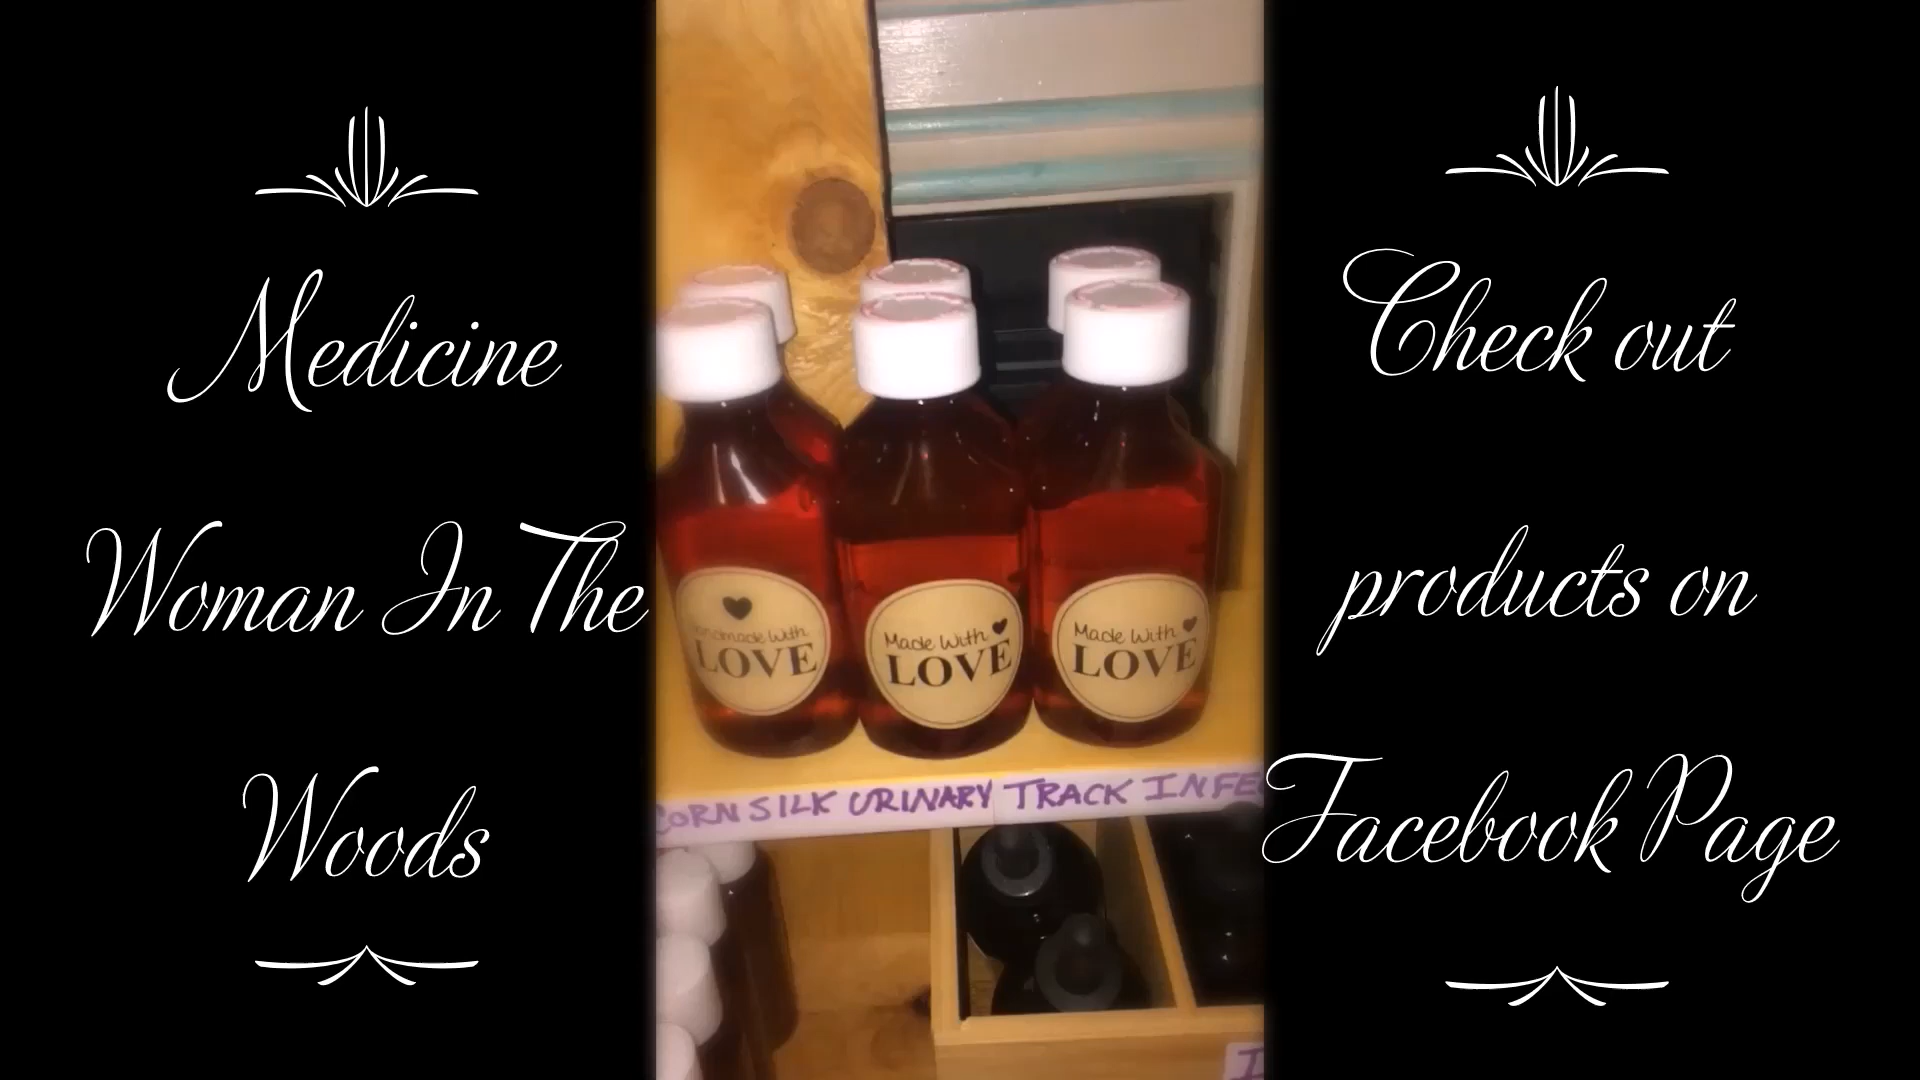 Medicine
Woman In The
Woods
Check out
products on
Facebook Page
made With
LOVE
Made With
LOVE
Made With
LOVE
CORN SILK URINARY TRACK INFE
I